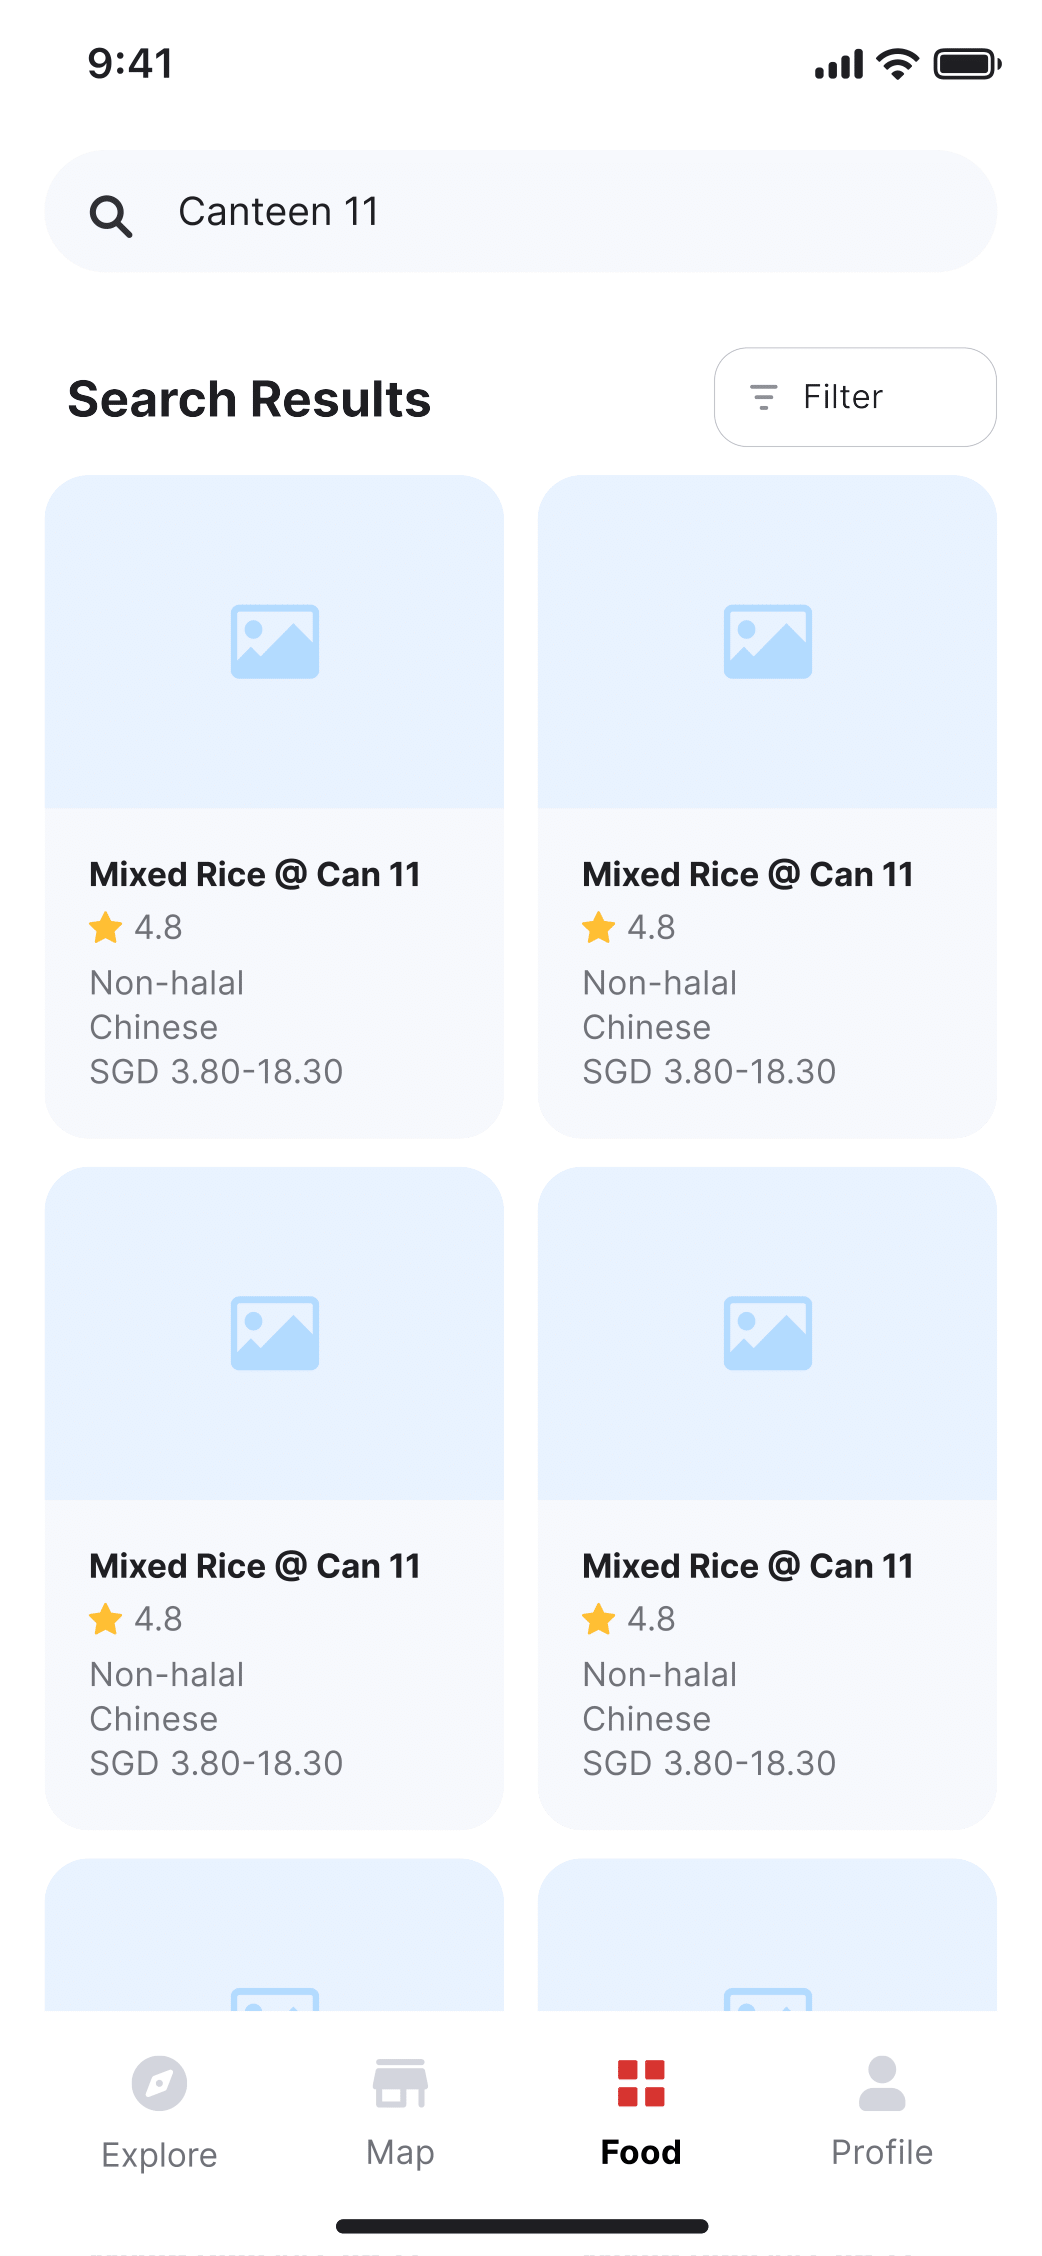 9:41
Canteen 11
Search Results
Filter
Mixed Rice @ Can 11
4.8
Non-halal
Chinese
SGD 3.80-18.30
Mixed Rice @ Can 11
4.8
Non-halal
Chinese
SGD 3.80-18.30
Mixed Rice @ Can 11
4.8
Non-halal
Chinese
SGD 3.80-18.30
Mixed Rice @ Can 11
4.8
Non-halal
Chinese
SGD 3.80-18.30
Explore
Map
Food
Profile